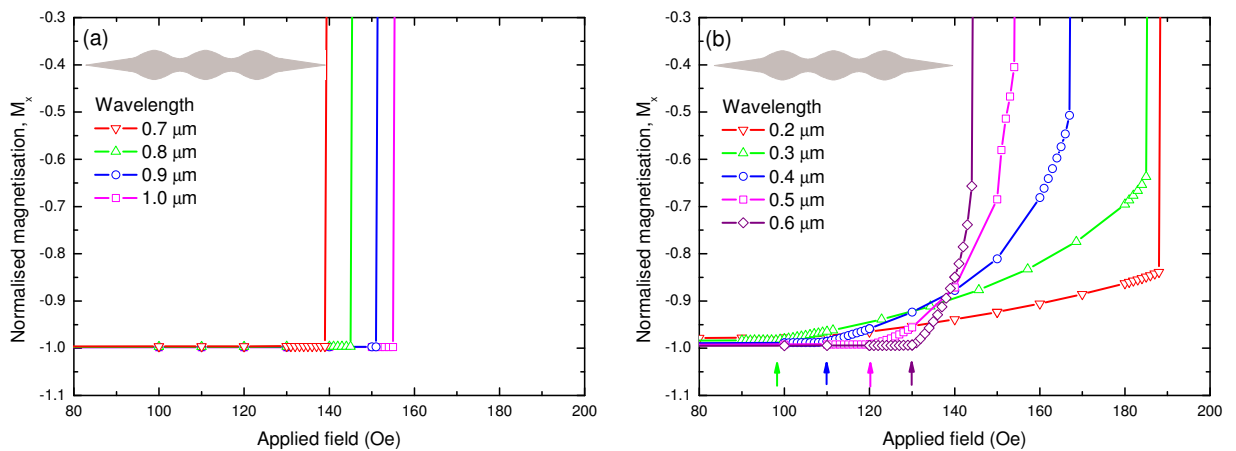 (a)
Wavelength
0.7 μm
0.8 μm
0.9 μm
1.0 μm
Normalised magnetisation, Mₓ
-0.3
-0.4
-0.5
-0.6
-0.7
-0.8
-0.9
-1.0
-1.1
80 100 120 140 160 180 200
Applied field (Oe)
(b)
Wavelength
0.2 μm
0.3 μm
0.4 μm
0.5 μm
0.6 μm
Normalised magnetisation, Mₓ
-0.3
-0.4
-0.5
-0.6
-0.7
-0.8
-0.9
-1.0
-1.1
80 100 120 140 160 180 200
Applied field (Oe)